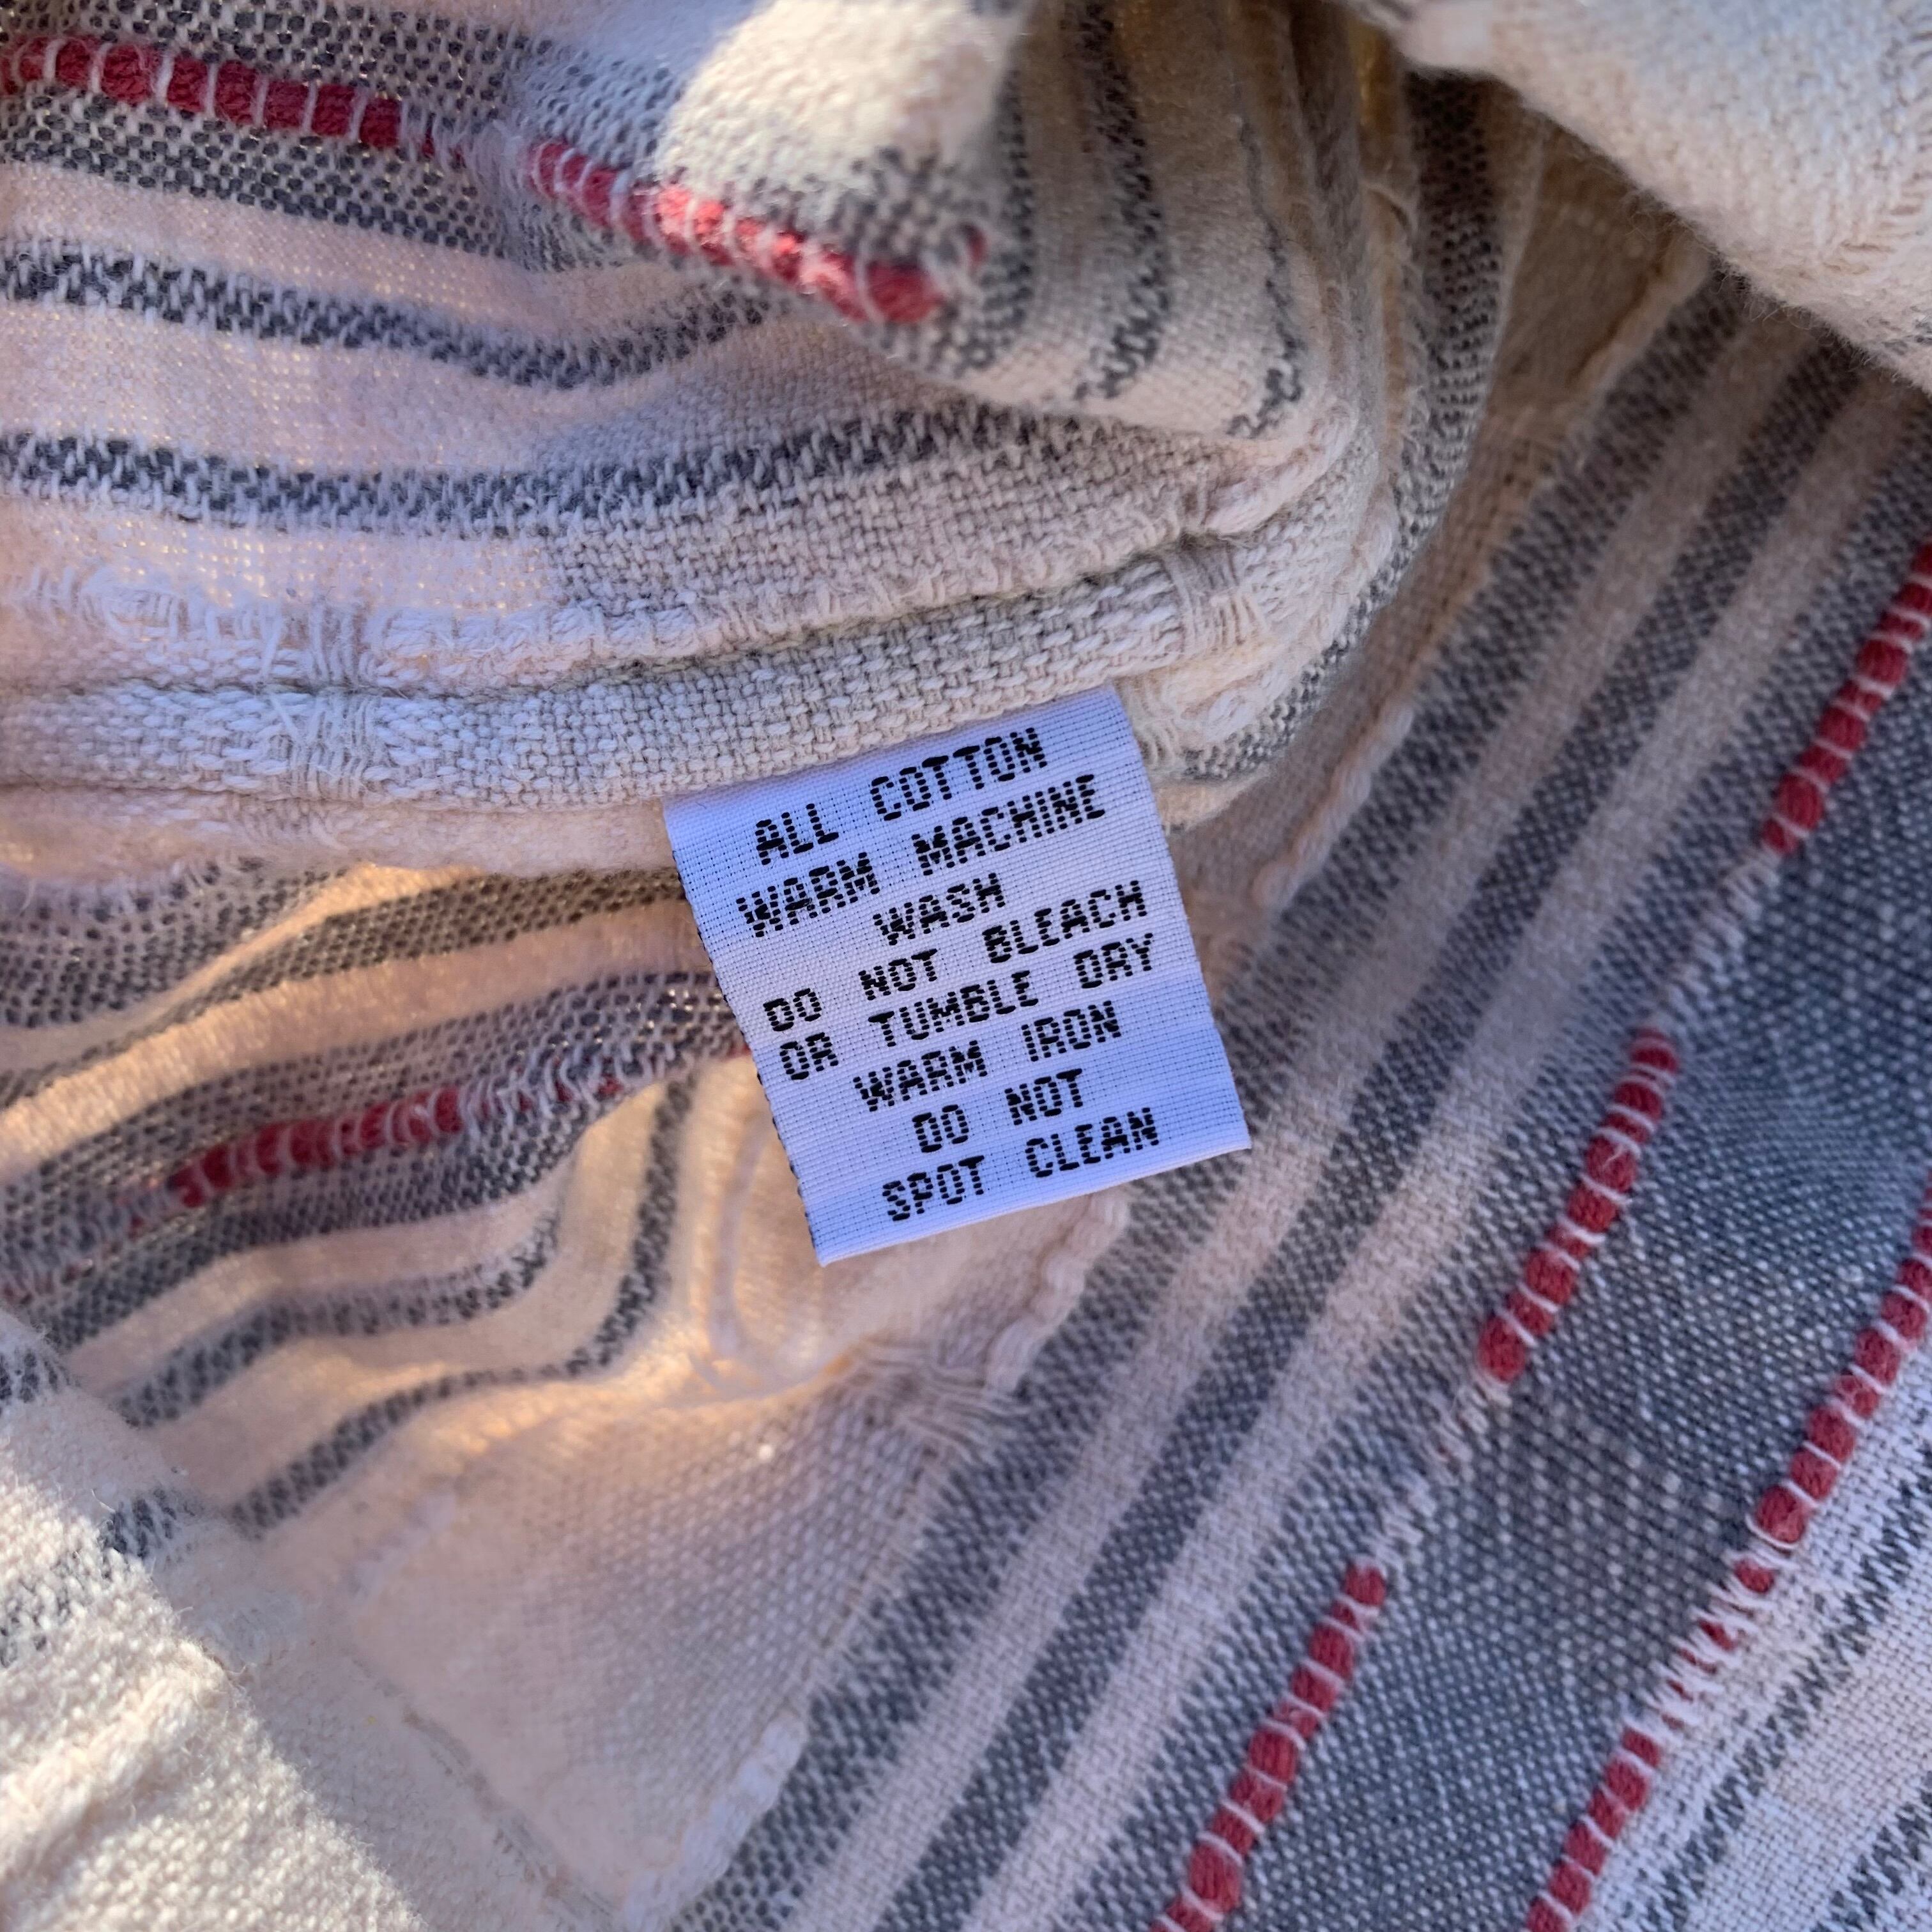 ALL COTTON
WARM MACHINE
WASH
DO NOT BLEACH
OR TUMBLE DRY
WARM IRON
DO NOT
SPOT CLEAN